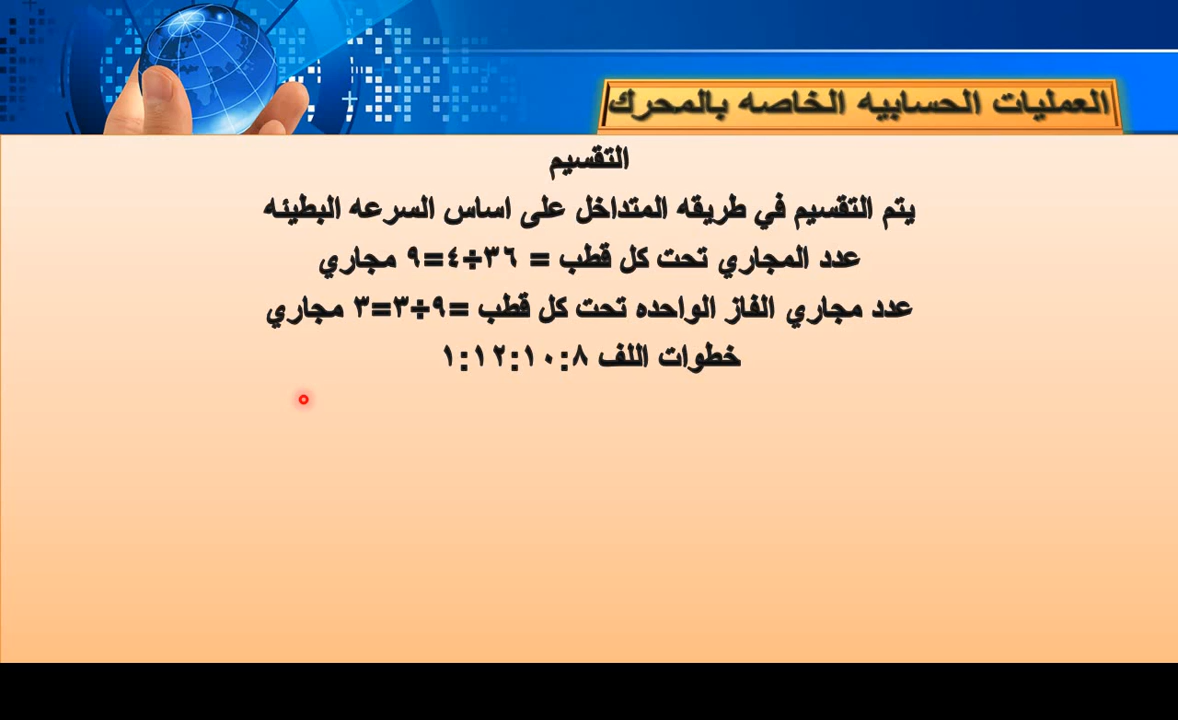 العمليات الحسابيه الخاصه بالمحرك
التقسيم
يتم التقسيم في طريقه المتداخل على اساس السرعه البطيئه
عدد المجاري تحت كل قطب = ٣٦÷٤=٩ مجاري
عدد مجاري الفاز الواحده تحت كل قطب =٩÷٣=٣ مجاري
خطوات اللف ٨:١٠:١٢:١